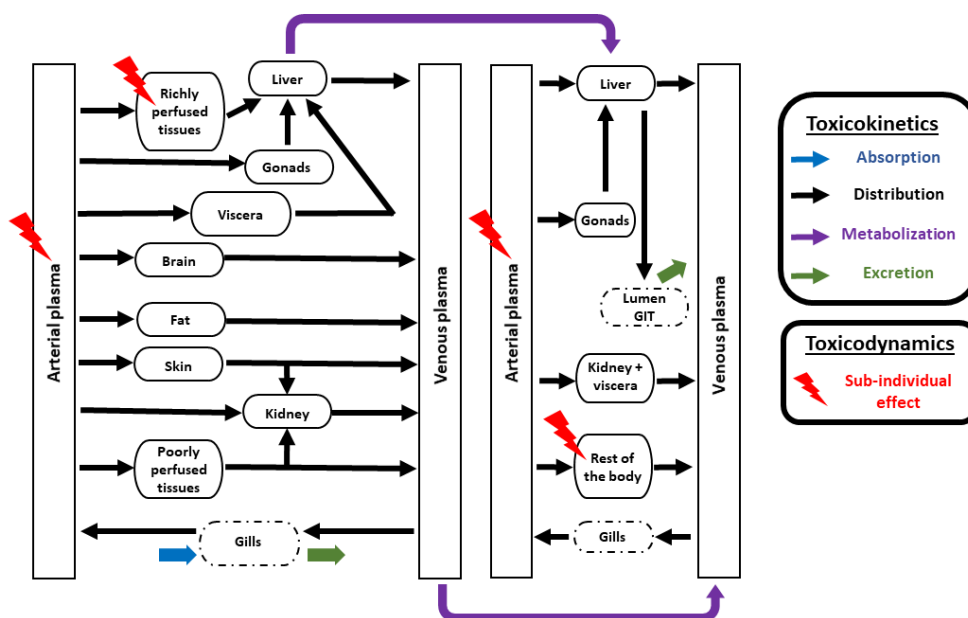 Arterial plasma
Richly
perfused
tissues
Liver
Gonads
Viscera
Brain
Fat
Skin
Kidney
Poorly
perfused
tissues
Gills
Venous plasma
Arterial plasma
Liver
Gonads
Lumen
GIT
Kidney +
viscera
Rest of
the body
Gills
Venous plasma
Toxicokinetics
Absorption
Distribution
Metabolization
Excretion
Toxicodynamics
Sub-individual
effect